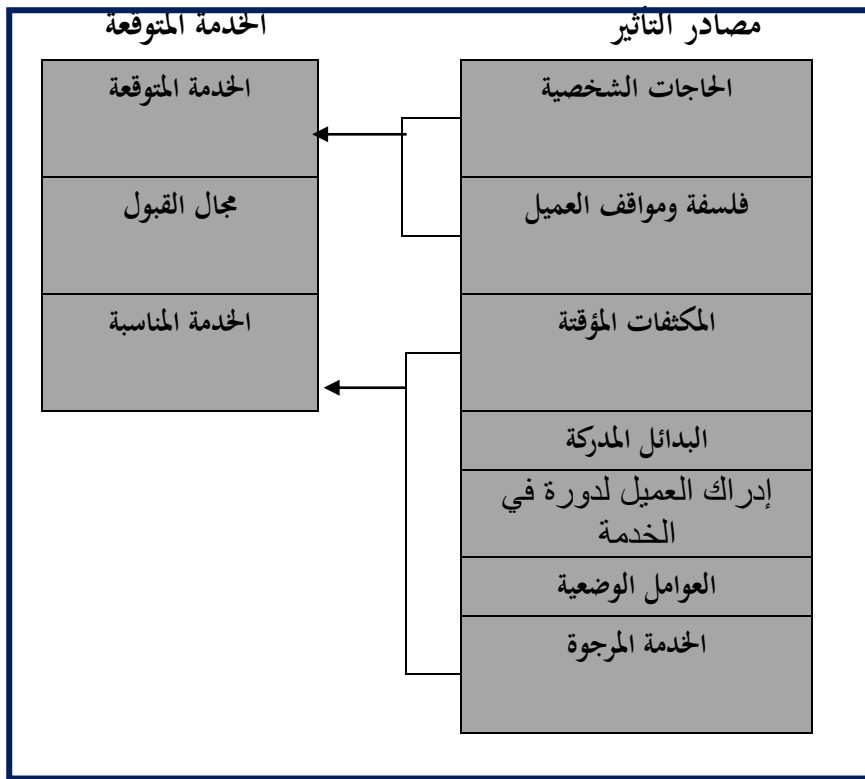 مصادر التأثير
الحاجات الشخصية
فلسفة ومواقف العميل
المكثفات المؤقتة
البدائل المدركة
إدراك العميل لدورة في
الخدمة
العوامل الوضعية
الخدمة المرجوة
الخدمة المتوقعة
الخدمة المتوقعة
مجال القبول
الخدمة المناسبة